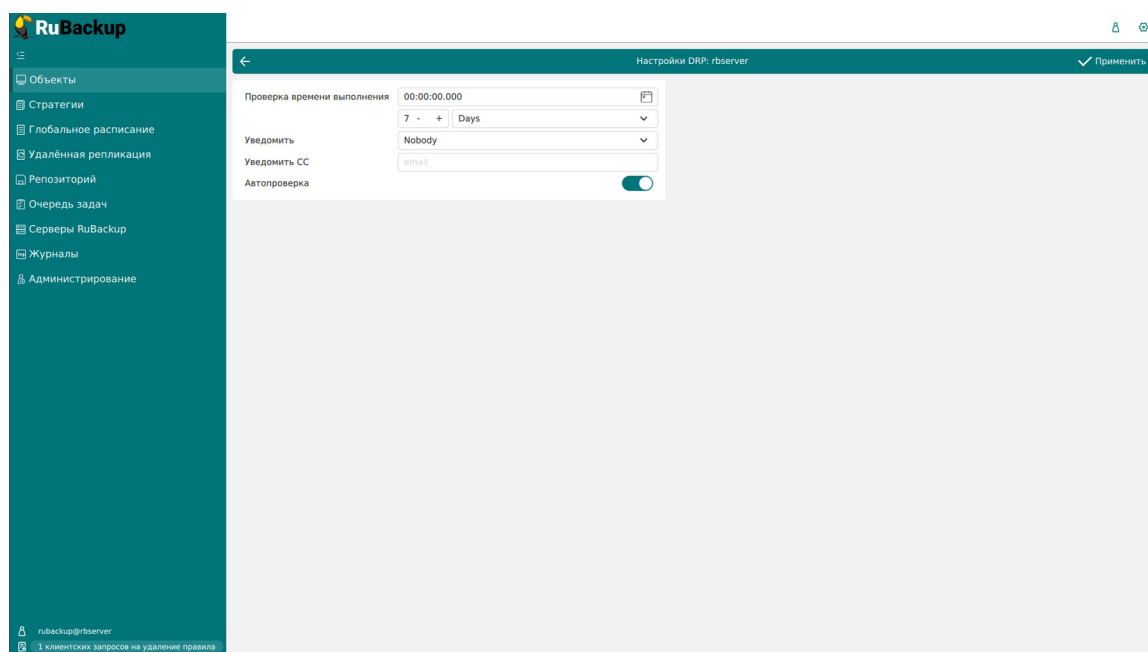 RuBackup
Объекты
Стратегии
Глобальное расписание
Удалённая репликация
Репозиторий
Очередь задач
Серверы RuBackup
Журналы
Администрирование
rubackup@rbserver
1 клиентских запросов на удаление правила
Настройки DRP: rbserver
Применить
Проверка времени выполнения 00:00:00.000
7 - + Days
Уведомить Nobody
Уведомить СС email
Автопроверка